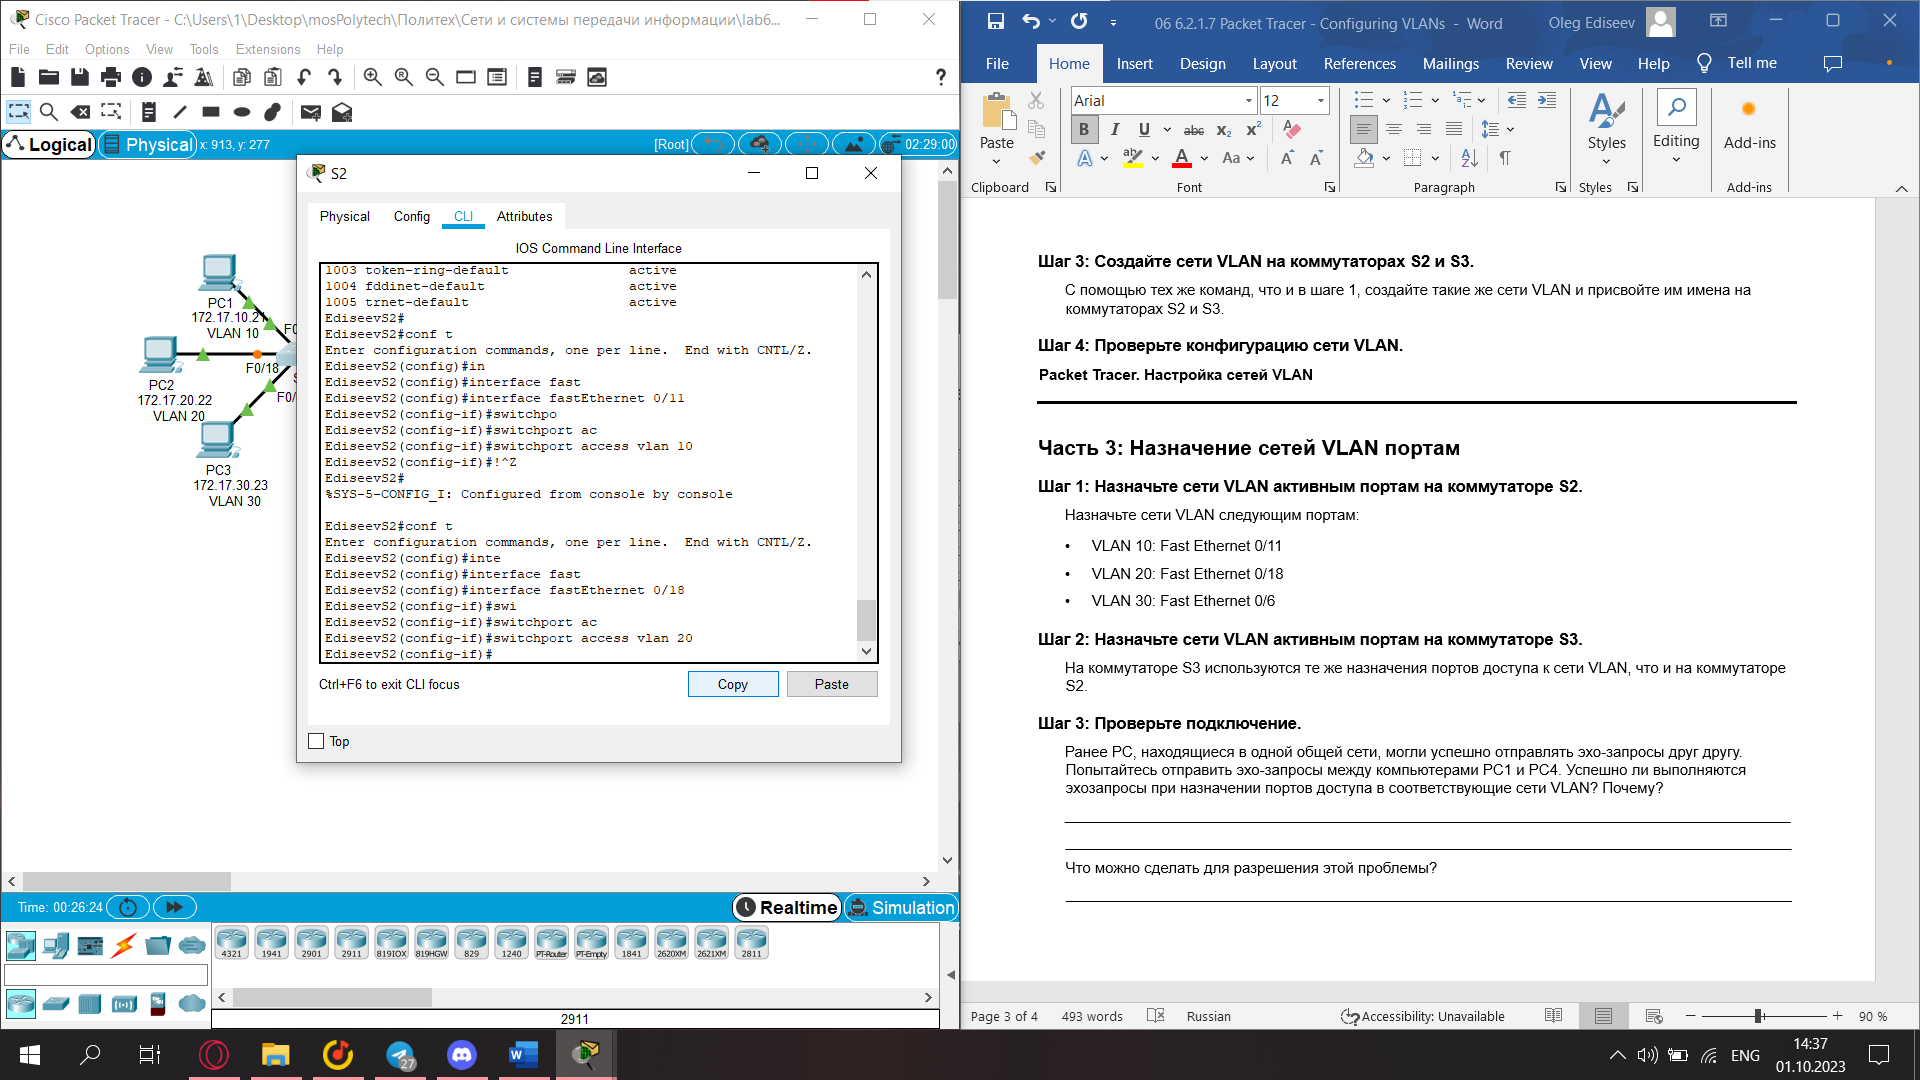 Cisco Packet Tracer - C:\Users\1\Desktop\mosPolytech\Политех\Сети и системы передачи информации\lab6...
File Edit Options View Tools Extensions Help
?
Logical
Physical
x: 913, y: 277
[Root]
02:29:00
PC1
172.17.10.21
VLAN 10
PC2
172.17.20.22
VLAN 20
F0/18
PC3
172.17.30.23
VLAN 30
S2
Physical Config CLI Attributes
IOS Command Line Interface
1003 token-ring-default active
1004 fddinet-default active
1005 trnet-default active
EdiseevS2#
EdiseevS2#conf t
Enter configuration commands, one per line. End with CNTL/Z.
EdiseevS2(config)#in
EdiseevS2(config)#interface fast
EdiseevS2(config)#interface fastEthernet 0/11
EdiseevS2(config-if)#switchpo
EdiseevS2(config-if)#switchport ac
EdiseevS2(config-if)#switchport access vlan 10
EdiseevS2(config-if)#!^Z
EdiseevS2#
%SYS-5-CONFIG_I: Configured from console by console
EdiseevS2#conf t
Enter configuration commands, one per line. End with CNTL/Z.
EdiseevS2(config)#inte
EdiseevS2(config)#interface fast
EdiseevS2(config)#interface fastEthernet 0/18
EdiseevS2(config-if)#swi
EdiseevS2(config-if)#switchport ac
EdiseevS2(config-if)#switchport access vlan 20
EdiseevS2(config-if)#
Ctrl+F6 to exit CLI focus
Copy
Paste
Top
Time: 00:26:24
Realtime
Simulation
4321 1941 2901 2911 819IOX 819HGW 829 1240 PT-Router PT-Empty 1841 2620XM 2621XM 2811
2911
06 6.2.1.7 Packet Tracer - Configuring VLANs - Word
Oleg Ediseev
File Home Insert Design Layout References Mailings Review View Help Tell me
Paste
Arial
12
Styles
Editing
Add-ins
Clipboard
Font
Paragraph
Styles
Add-ins
Шаг 3: Создайте сети VLAN на коммутаторах S2 и S3.
С помощью тех же команд, что и в шаге 1, создайте такие же сети VLAN и присвойте им имена на
коммутаторах S2 и S3.
Шаг 4: Проверьте конфигурацию сети VLAN.
Packet Tracer. Настройка сетей VLAN
Часть 3: Назначение сетей VLAN портам
Шаг 1: Назначьте сети VLAN активным портам на коммутаторе S2.
Назначьте сети VLAN следующим портам:
• VLAN 10: Fast Ethernet 0/11
• VLAN 20: Fast Ethernet 0/18
• VLAN 30: Fast Ethernet 0/6
Шаг 2: Назначьте сети VLAN активным портам на коммутаторе S3.
На коммутаторе S3 используются те же назначения портов доступа к сети VLAN, что и на коммутаторе
S2.
Шаг 3: Проверьте подключение.
Ранее PC, находящиеся в одной общей сети, могли успешно отправлять эхо-запросы друг другу.
Попытайтесь отправить эхо-запросы между компьютерами PC1 и PC4. Успешно ли выполняются
эхозапросы при назначении портов доступа в соответствующие сети VLAN? Почему?
Что можно сделать для разрешения этой проблемы?
Page 3 of 4
493 words
Russian
Accessibility: Unavailable
90 %
27
ENG
14:37
01.10.2023